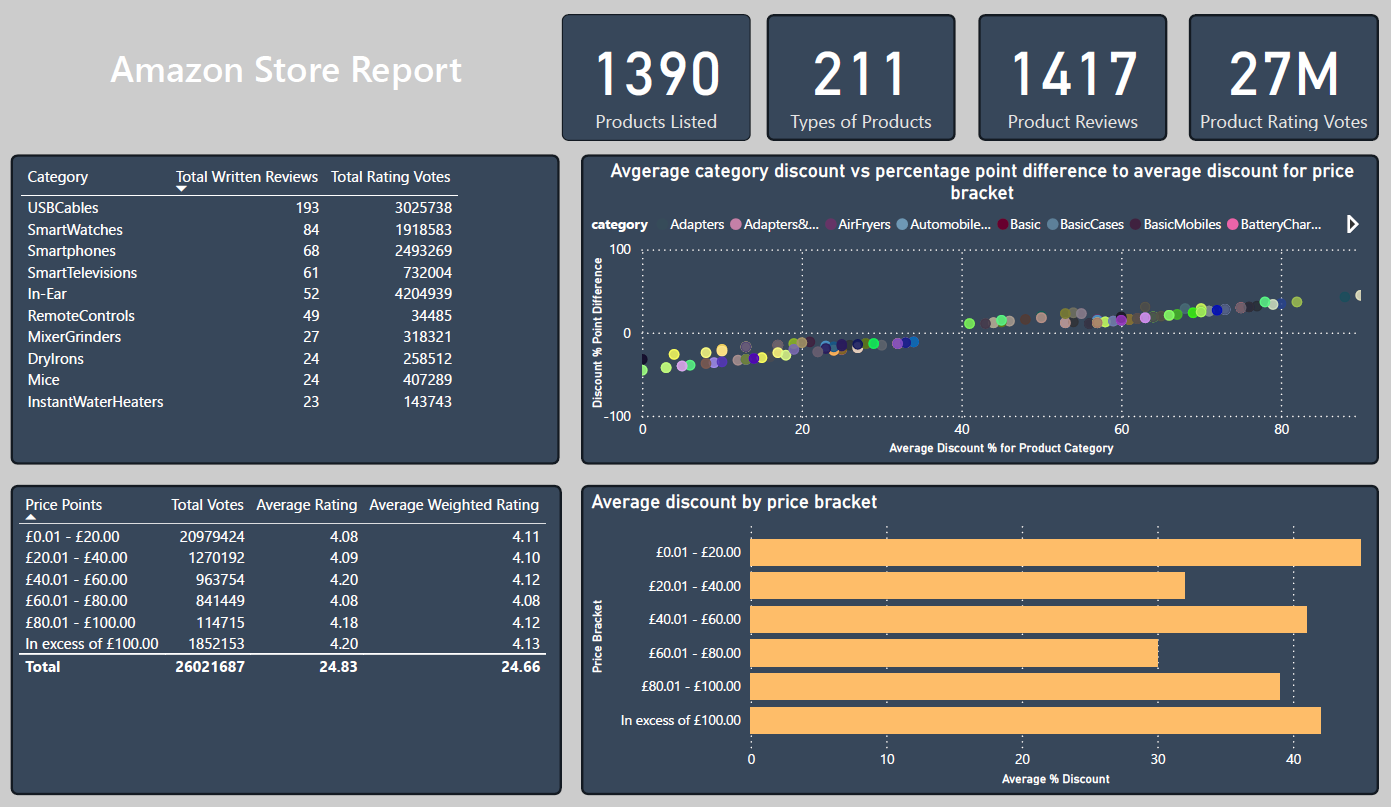 Amazon Store Report
1390
Products Listed
211
Types of Products
1417
Product Reviews
27M
Product Rating Votes
Category Total Written Reviews Total Rating Votes
USBCables 193 3025738
SmartWatches 84 1918583
Smartphones 68 2493269
SmartTelevisions 61 732004
In-Ear 52 4204939
RemoteControls 49 34485
MixerGrinders 27 318321
DryIrons 24 258512
Mice 24 407289
InstantWaterHeaters 23 143743
Avgerage category discount vs percentage point difference to average discount for price
bracket
category Adapters Adapters&... AirFryers Automobile... Basic BasicCases BasicMobiles BatteryChar...
Discount % Point Difference
100
0
-100
0 20 40 60 80
Average Discount % for Product Category
Price Points Total Votes Average Rating Average Weighted Rating
£0.01 - £20.00 20979424 4.08 4.11
£20.01 - £40.00 1270192 4.09 4.10
£40.01 - £60.00 963754 4.20 4.12
£60.01 - £80.00 841449 4.08 4.08
£80.01 - £100.00 114715 4.18 4.12
In excess of £100.00 1852153 4.20 4.13
Total 26021687 24.83 24.66
Average discount by price bracket
Price Bracket
£0.01 - £20.00
£20.01 - £40.00
£40.01 - £60.00
£60.01 - £80.00
£80.01 - £100.00
In excess of £100.00
0 10 20 30 40
Average % Discount